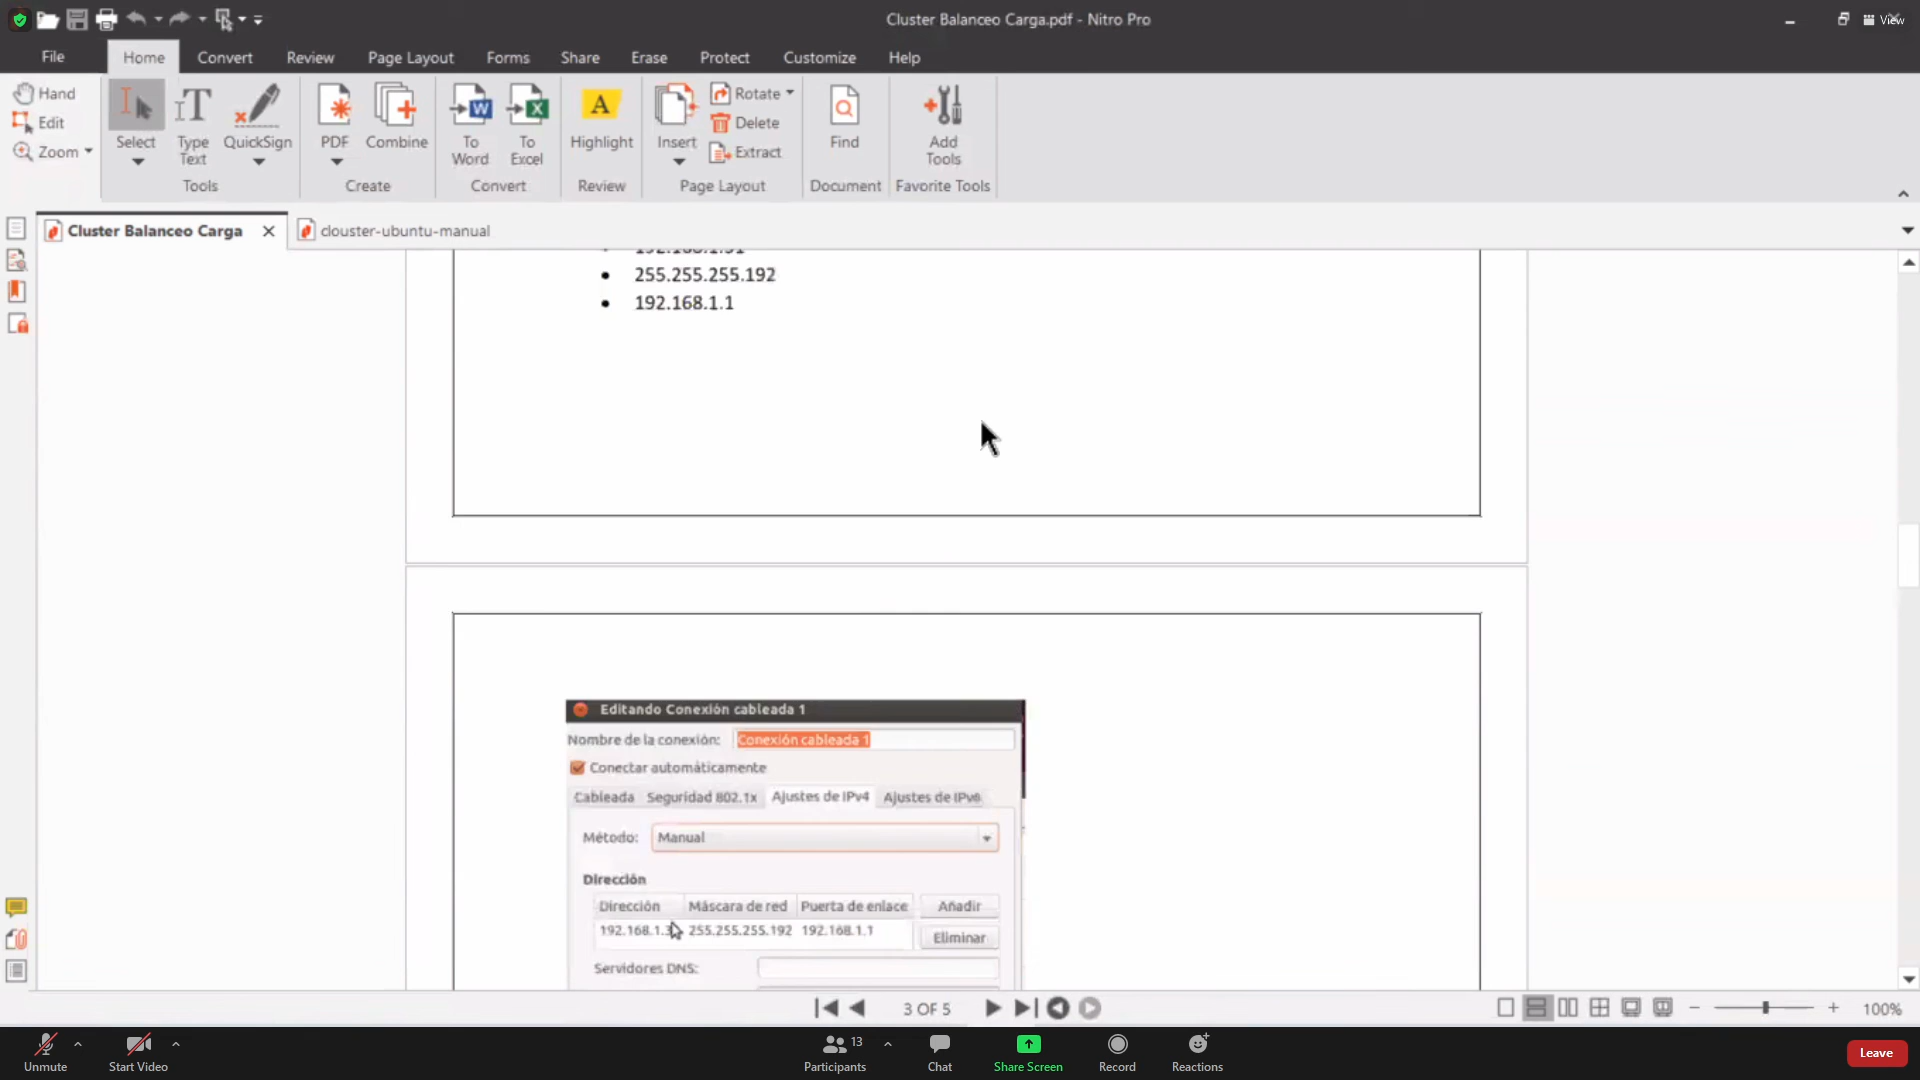 Cluster Balanceo Carga.pdf - Nitro Pro
View
File
Home
Convert
Review
Page Layout
Forms
Share
Erase
Protect
Customize
Help
Hand
Edit
Zoom
Select
Type
Text
QuickSign
Tools
PDF
Combine
Create
To
Word
To
Excel
Convert
Highlight
Review
Insert
Rotate
Delete
Extract
Page Layout
Find
Document
Add
Tools
Favorite Tools
Cluster Balanceo Carga
clouster-ubuntu-manual
255.255.255.192
192.168.1.1
Editando Conexión cableada 1
Nombre de la conexión: Conexión cableada 1
Conectar automáticamente
Cableada Seguridad 802.1x Ajustes de IPv4 Ajustes de IPv6
Método: Manual
Dirección
Dirección Máscara de red Puerta de enlace Añadir
255.255.255.192 192.168.1.1
Eliminar
Servidores DNS:
3 OF 5
100%
Unmute
Start Video
Participants
13
Chat
Share Screen
Record
Reactions
Leave